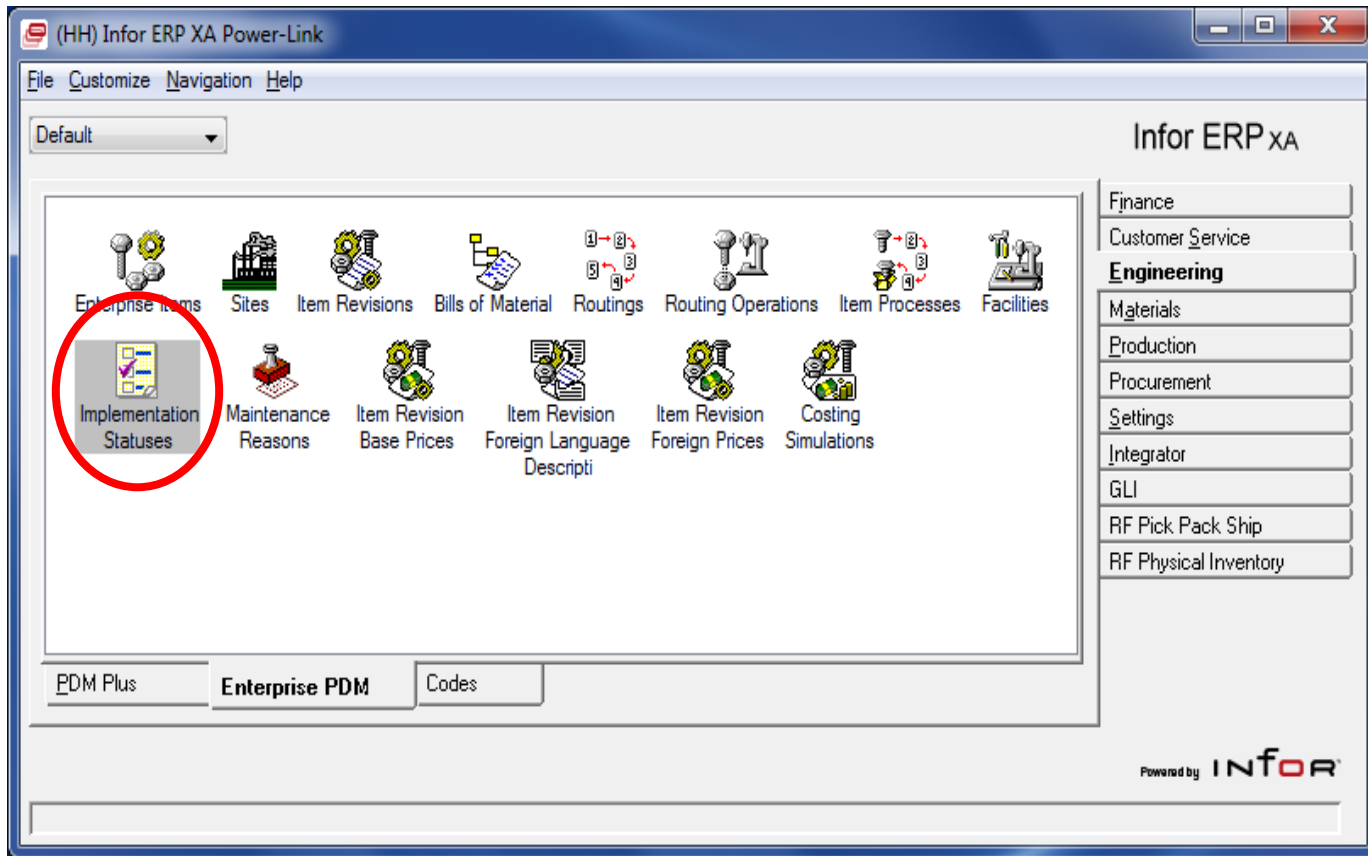 (HH) Infor ERP XA Power-Link
File Customize Navigation Help
Default
Infor ERP XA
Enterprise Items
Sites
Item Revisions
Bills of Material
Routings
Routing Operations
Item Processes
Facilities
Implementation
Statuses
Maintenance
Reasons
Item Revision
Base Prices
Item Revision
Foreign Language
Descripti
Item Revision
Foreign Prices
Costing
Simulations
Finance
Customer Service
Engineering
Materials
Production
Procurement
Settings
Integrator
GLI
RF Pick Pack Ship
RF Physical Inventory
PDM Plus
Enterprise PDM
Codes
Powered by INFOR